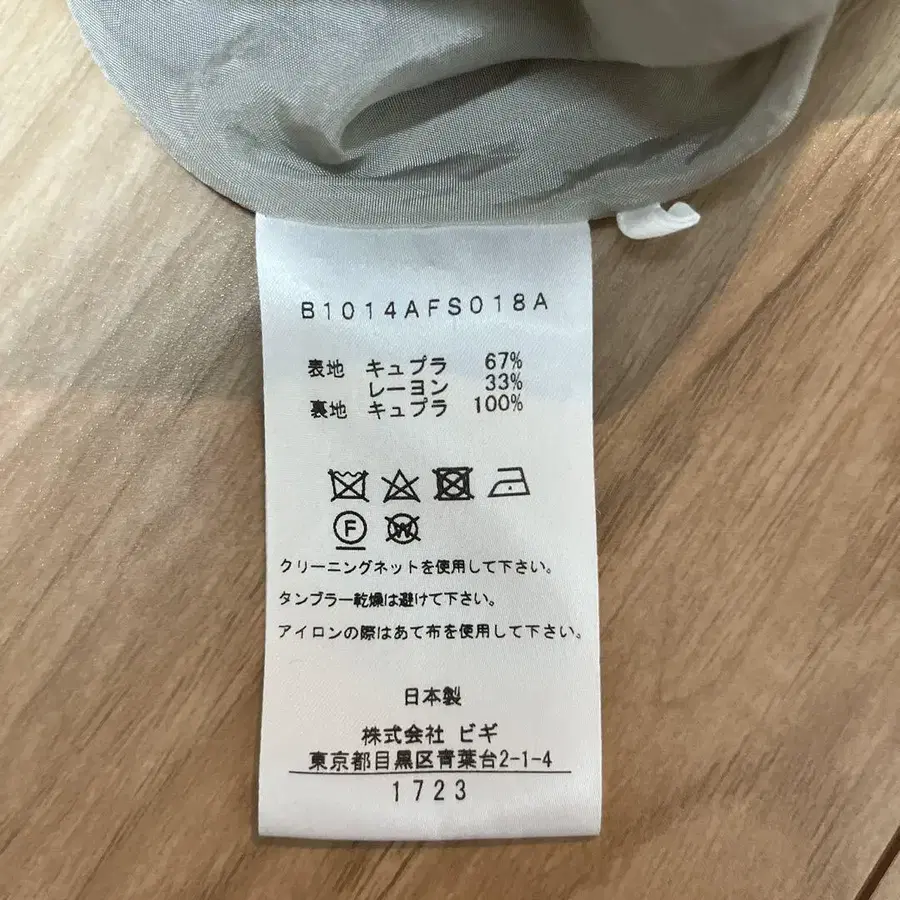 B1014AFS018A
表地 キュプラ 67%
レーヨン 33%
裏地 キュプラ 100%
F W
クリーニングネットを使用して下さい。
タンブラー乾燥は避けて下さい。
アイロンの際はあて布を使用して下さい。
日本製
株式会社 ビギ
東京都目黒区青葉台2-1-4
1723